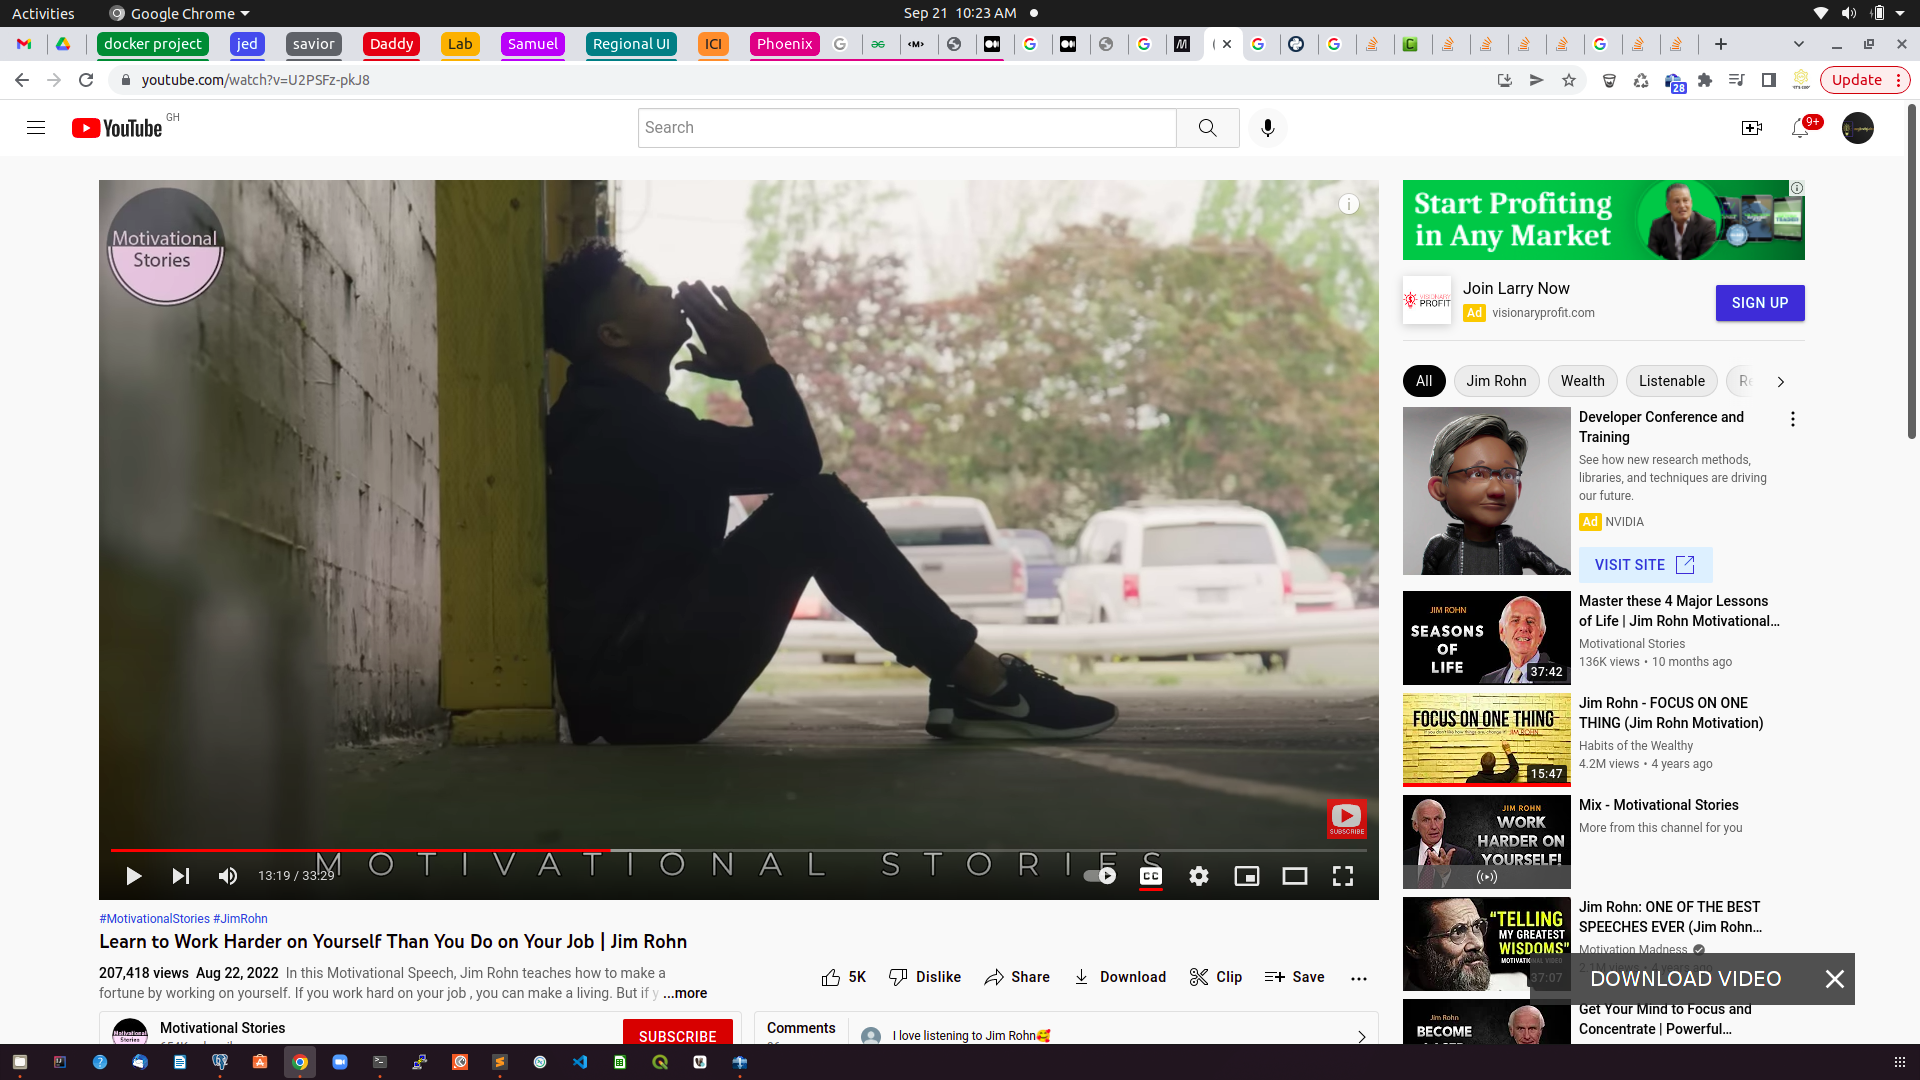 Activities
Google Chrome
Sep 21 10:23 AM
docker project
jed
savior
Daddy
Lab
Samuel
Regional UI
ICI
Phoenix
youtube.com/watch?v=U2PSFz-pkJ8
28
Update
YouTube GH
Search
9+
Motivational
Stories
MOTIVATIONAL STORIES
SUBSCRIBE
13:19 / 33:29
CC
#MotivationalStories #JimRohn
Learn to Work Harder on Yourself Than You Do on Your Job | Jim Rohn
207,418 views Aug 22, 2022 In this Motivational Speech, Jim Rohn teaches how to make a
fortune by working on yourself. If you work hard on your job , you can make a living. But if y ...more
5K
Dislike
Share
Download
Clip
Save
Motivational Stories
SUBSCRIBE
Comments
I love listening to Jim Rohn🥰
Start Profiting
in Any Market
VISIONARY
PROFIT
Join Larry Now
Ad visionaryprofit.com
SIGN UP
All
Jim Rohn
Wealth
Listenable
Developer Conference and
Training
See how new research methods,
libraries, and techniques are driving
our future.
Ad NVIDIA
VISIT SITE
JIM ROHN
SEASONS
OF
LIFE
37:42
Master these 4 Major Lessons
of Life | Jim Rohn Motivational…
Motivational Stories
136K views • 10 months ago
FOCUS ON ONE THING
JIM ROHN
15:47
Jim Rohn - FOCUS ON ONE
THING (Jim Rohn Motivation)
Habits of the Wealthy
4.2M views • 4 years ago
JIM ROHN
WORK
HARDER ON
YOURSELF!
Mix - Motivational Stories
More from this channel for you
"TELLING
MY GREATEST
WISDOMS"
37:07
Jim Rohn: ONE OF THE BEST
SPEECHES EVER (Jim Rohn…
Motivation Madness
DOWNLOAD VIDEO
Jim Rohn
BECOME
Get Your Mind to Focus and
Concentrate | Powerful…